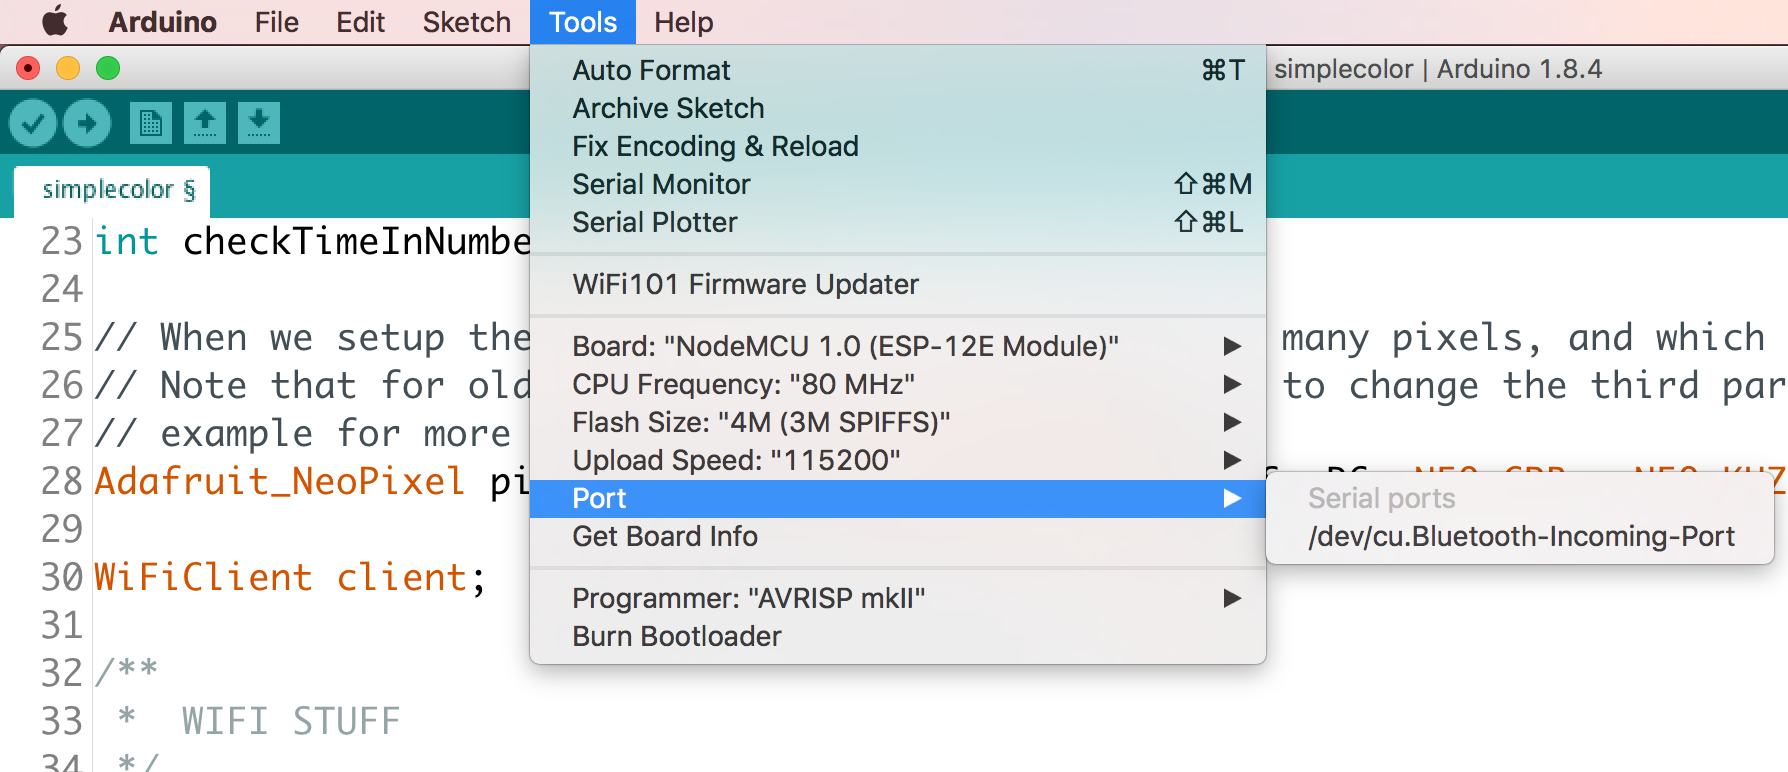 Arduino File Edit Sketch Tools Help
simplecolor | Arduino 1.8.4
simplecolor §
Auto Format ⌘T
Archive Sketch
Fix Encoding & Reload
Serial Monitor ⇧⌘M
Serial Plotter ⇧⌘L
WiFi101 Firmware Updater
Board: "NodeMCU 1.0 (ESP-12E Module)"
CPU Frequency: "80 MHz"
Flash Size: "4M (3M SPIFFS)"
Upload Speed: "115200"
Port
Get Board Info
Programmer: "AVRISP mkII"
Burn Bootloader
Serial ports
/dev/cu.Bluetooth-Incoming-Port
23 int checkTimeInNumbe
24
25 // When we setup the many pixels, and which
26 // Note that for old to change the third par
27 // example for more
28 Adafruit_NeoPixel pi
29
30 WiFiClient client;
31
32 /**
33 * WIFI STUFF
34 */